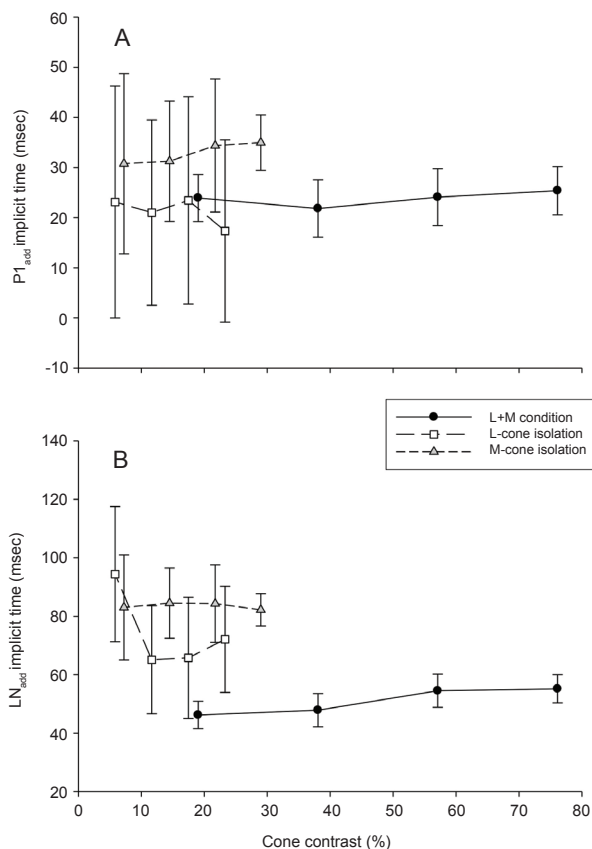 A
60
50
40
30
20
10
0
-10
P1add implicit time (msec)
L+M condition
L-cone isolation
M-cone isolation
B
140
120
100
80
60
40
20
LNadd implicit time (msec)
0 10 20 30 40 50 60 70 80
Cone contrast (%)